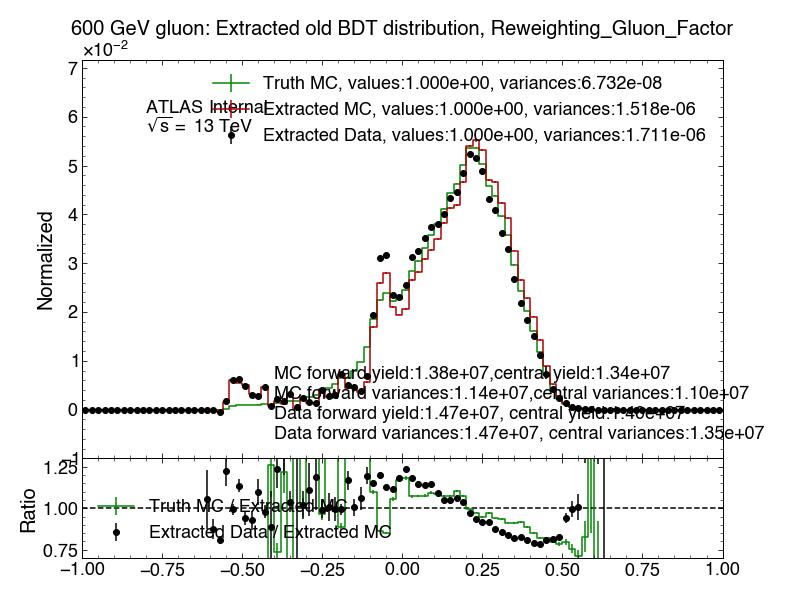 600 GeV gluon: Extracted old BDT distribution, Reweighting_Gluon_Factor
×10⁻²
7
Truth MC, values:1.000e+00, variances:6.732e-08
ATLAS Internal
Extracted MC, values:1.000e+00, variances:1.518e-06
√s = 13 TeV
Extracted Data, values:1.000e+00, variances:1.711e-06
6
5
4
3
2
1
0
Normalized
MC forward yield:1.38e+07,central yield:1.34e+07
MC forward variances:1.14e+07,central variances:1.10e+07
Data forward yield:1.47e+07, central yield:1.40e+07
Data forward variances:1.47e+07, central variances:1.35e+07
1.25
1.00
0.75
Ratio
Truth MC / Extracted MC
Extracted Data / Extracted MC
−1.00 −0.75 −0.50 −0.25 0.00 0.25 0.50 0.75 1.00